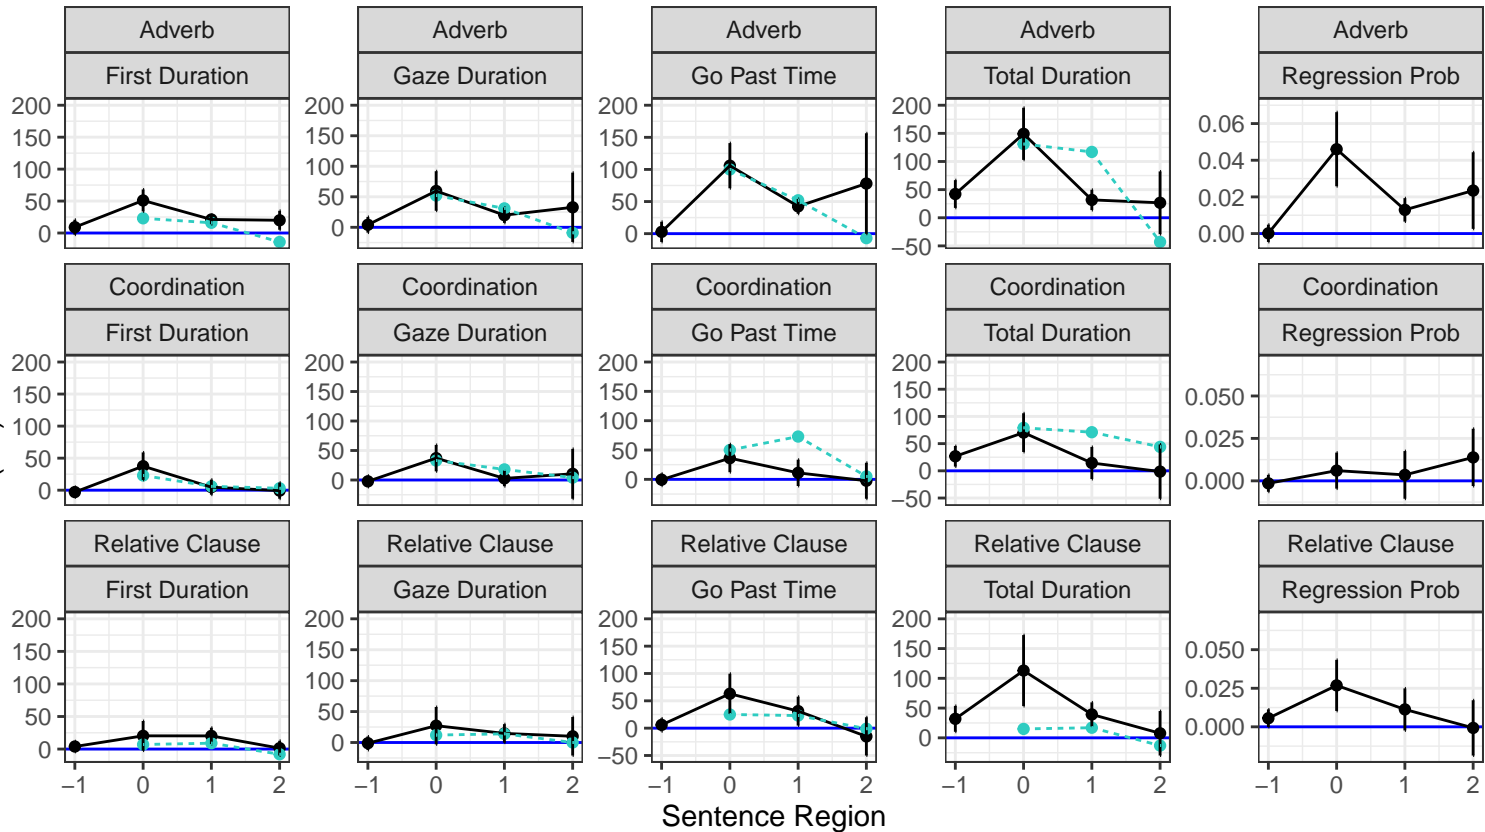 Adverb Adverb Adverb Adverb Adverb
First Duration Gaze Duration Go Past Time Total Duration Regression Prob
200 200 200 200
150 150 150 150 0.06
100 100 100 100 0.04
50 50 50 50 0.02
0 0 0 0 0.00
−50
Coordination Coordination Coordination Coordination Coordination
First Duration Gaze Duration Go Past Time Total Duration Regression Prob
200 200 200 200
150 150 150 150 0.050
100 100 100 100
50 50 50 50 0.025
0 0 0 0 0.000
−50
Relative Clause Relative Clause Relative Clause Relative Clause Relative Clause
First Duration Gaze Duration Go Past Time Total Duration Regression Prob
200 200 200 200
150 150 150 150 0.050
100 100 100 100
50 50 50 50 0.025
0 0 0 0 0.000
−50
−1 0 1 2 −1 0 1 2 −1 0 1 2 −1 0 1 2 −1 0 1 2
Sentence Region